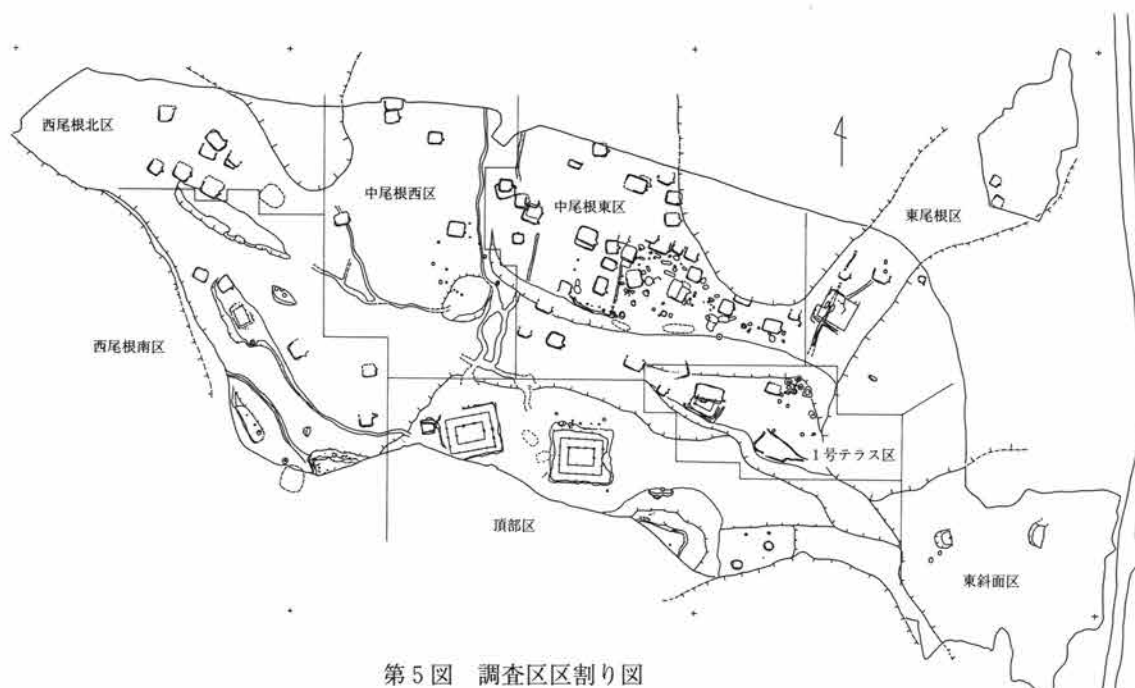 西尾根北区
中尾根西区
中尾根東区
東尾根区
西尾根南区
1号テラス区
頂部区
東斜面区
第5図 調査区区割り図